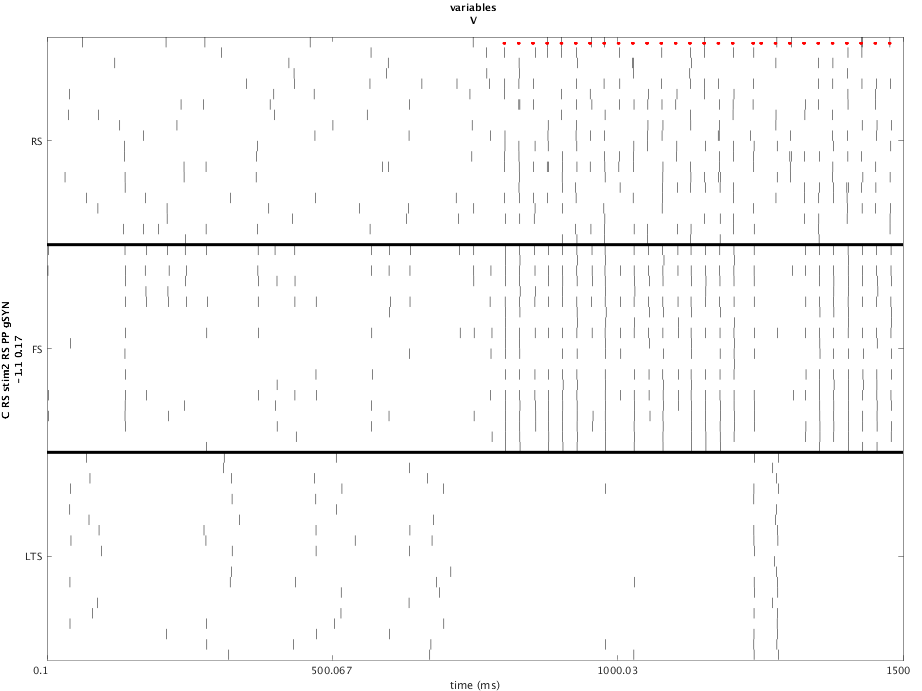 variables
V
RS
FS
LTS
C RS stim2 RS PP gSYN
-1.1 0.17
0.1
500.067
1000.03
1500
time (ms)